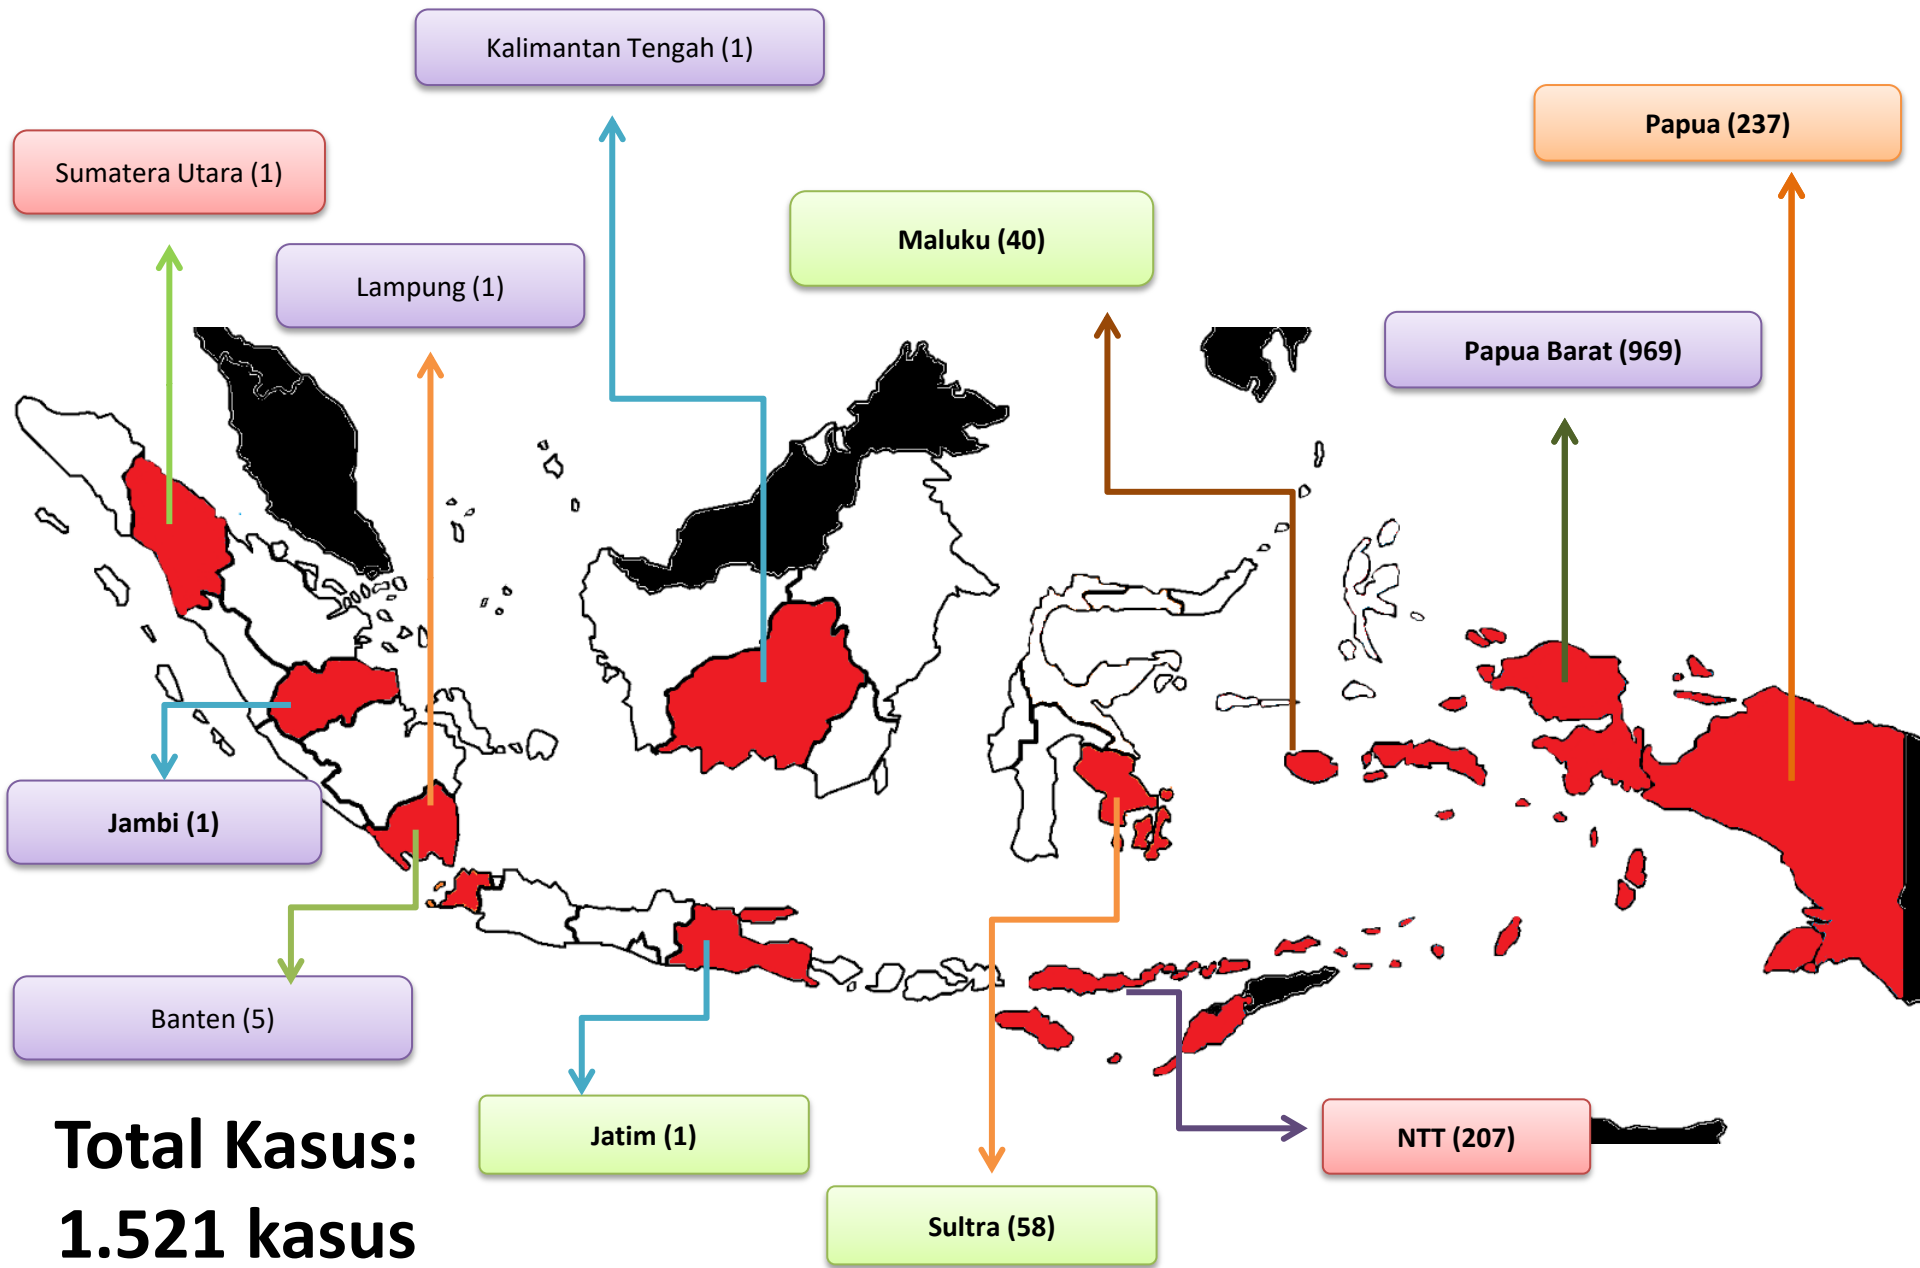 Kalimantan Tengah (1)
Papua (237)
Sumatera Utara (1)
Maluku (40)
Lampung (1)
Papua Barat (969)
Jambi (1)
Banten (5)
Jatim (1)
NTT (207)
Sultra (58)
Total Kasus:
1.521 kasus